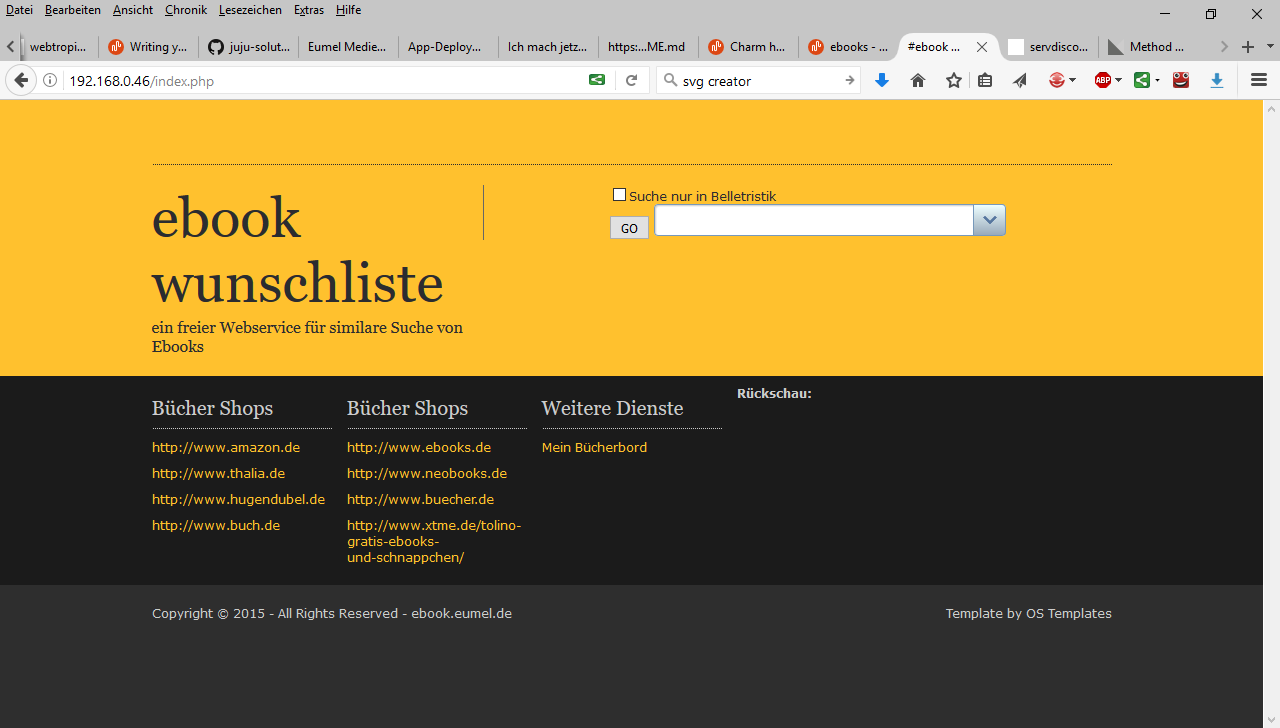 Datei Bearbeiten Ansicht Chronik Lesezeichen Extras Hilfe
webtropi... Writing y... juju-solut... Eumel Medie... App-Deploy... Ich mach jetz... https:...ME.md Charm h... ebooks - ... #ebook ... servdisco... Method ...
192.168.0.46/index.php svg creator ABP
Suche nur in Belletristik
GO
ebook
wunschliste
ein freier Webservice für similare Suche von
Ebooks
Bücher Shops
http://www.amazon.de
http://www.thalia.de
http://www.hugendubel.de
http://www.buch.de
Bücher Shops
http://www.ebooks.de
http://www.neobooks.de
http://www.buecher.de
http://www.xtme.de/tolino-
gratis-ebooks-
und-schnappchen/
Weitere Dienste
Mein Bücherbord
Rückschau:
Copyright © 2015 - All Rights Reserved - ebook.eumel.de
Template by OS Templates